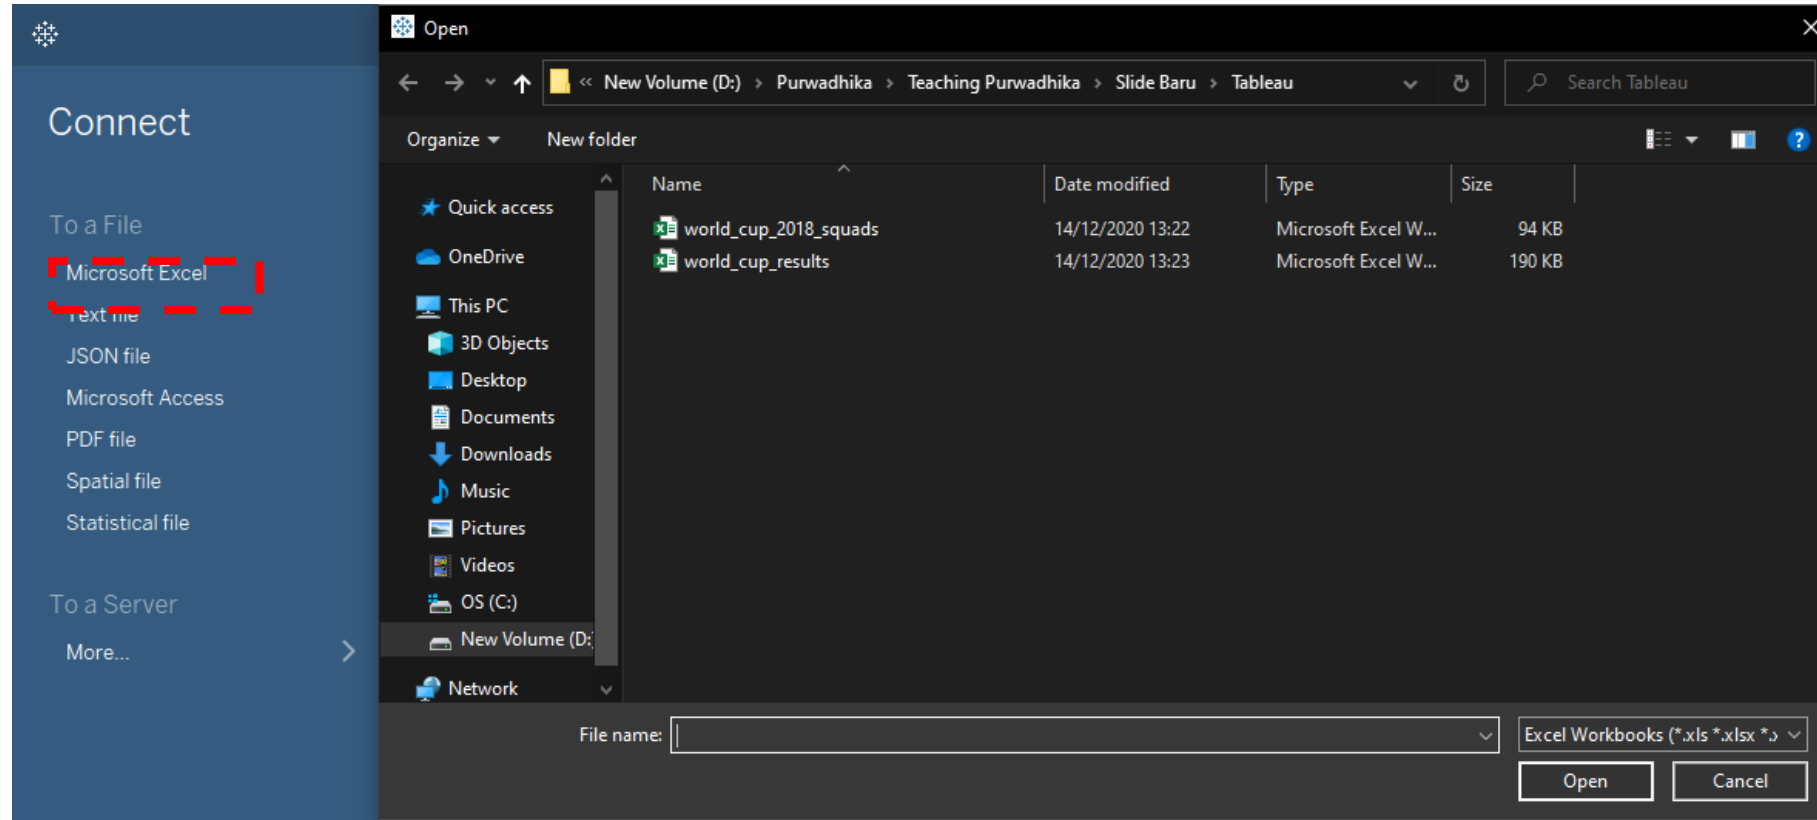 Connect
To a File
Microsoft Excel
Text file
JSON file
Microsoft Access
PDF file
Spatial file
Statistical file
To a Server
More...
Open
« New Volume (D:) > Purwadhika > Teaching Purwadhika > Slide Baru > Tableau
Search Tableau
Organize New folder
Quick access
OneDrive
This PC
3D Objects
Desktop
Documents
Downloads
Music
Pictures
Videos
OS (C:)
New Volume (D:)
Network
Name Date modified Type Size
world_cup_2018_squads 14/12/2020 13:22 Microsoft Excel W... 94 KB
world_cup_results 14/12/2020 13:23 Microsoft Excel W... 190 KB
File name: Excel Workbooks (*.xls *.xlsx *.x
Open Cancel